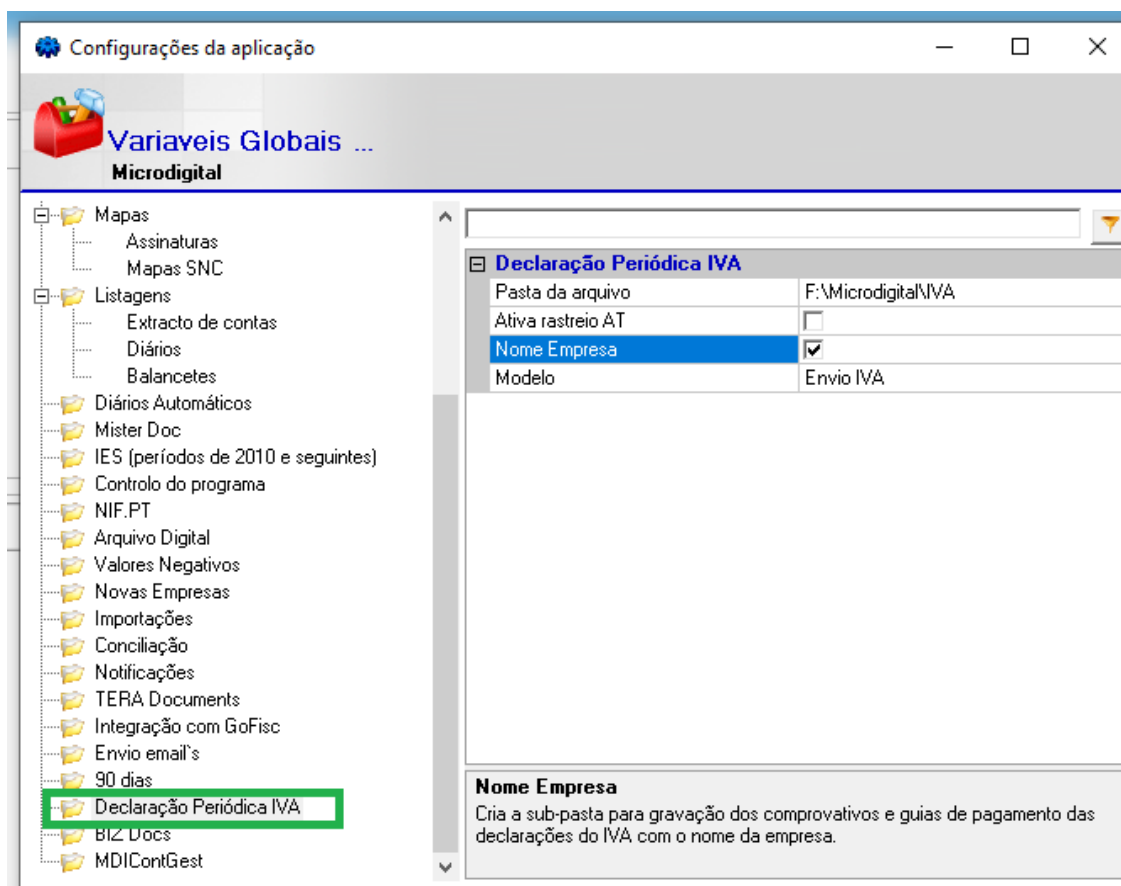 Configurações da aplicação
Variaveis Globais ...
Microdigital
Mapas
Assinaturas
Mapas SNC
Listagens
Extracto de contas
Diários
Balancetes
Diários Automáticos
Mister Doc
IES (períodos de 2010 e seguintes)
Controlo do programa
NIF.PT
Arquivo Digital
Valores Negativos
Novas Empresas
Importações
Conciliação
Notificações
TERA Documents
Integração com GoFisc
Envio email`s
90 dias
Declaração Periódica IVA
BIZ Docs
MDIContGest
Declaração Periódica IVA
Pasta da arquivo F:\Microdigital\IVA
Ativa rastreio AT
Nome Empresa
Modelo Envio IVA
Nome Empresa
Cria a sub-pasta para gravação dos comprovativos e guias de pagamento das
declarações do IVA com o nome da empresa.